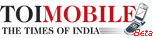 TOIMOBILE
THE TIMES OF INDIA
Beta